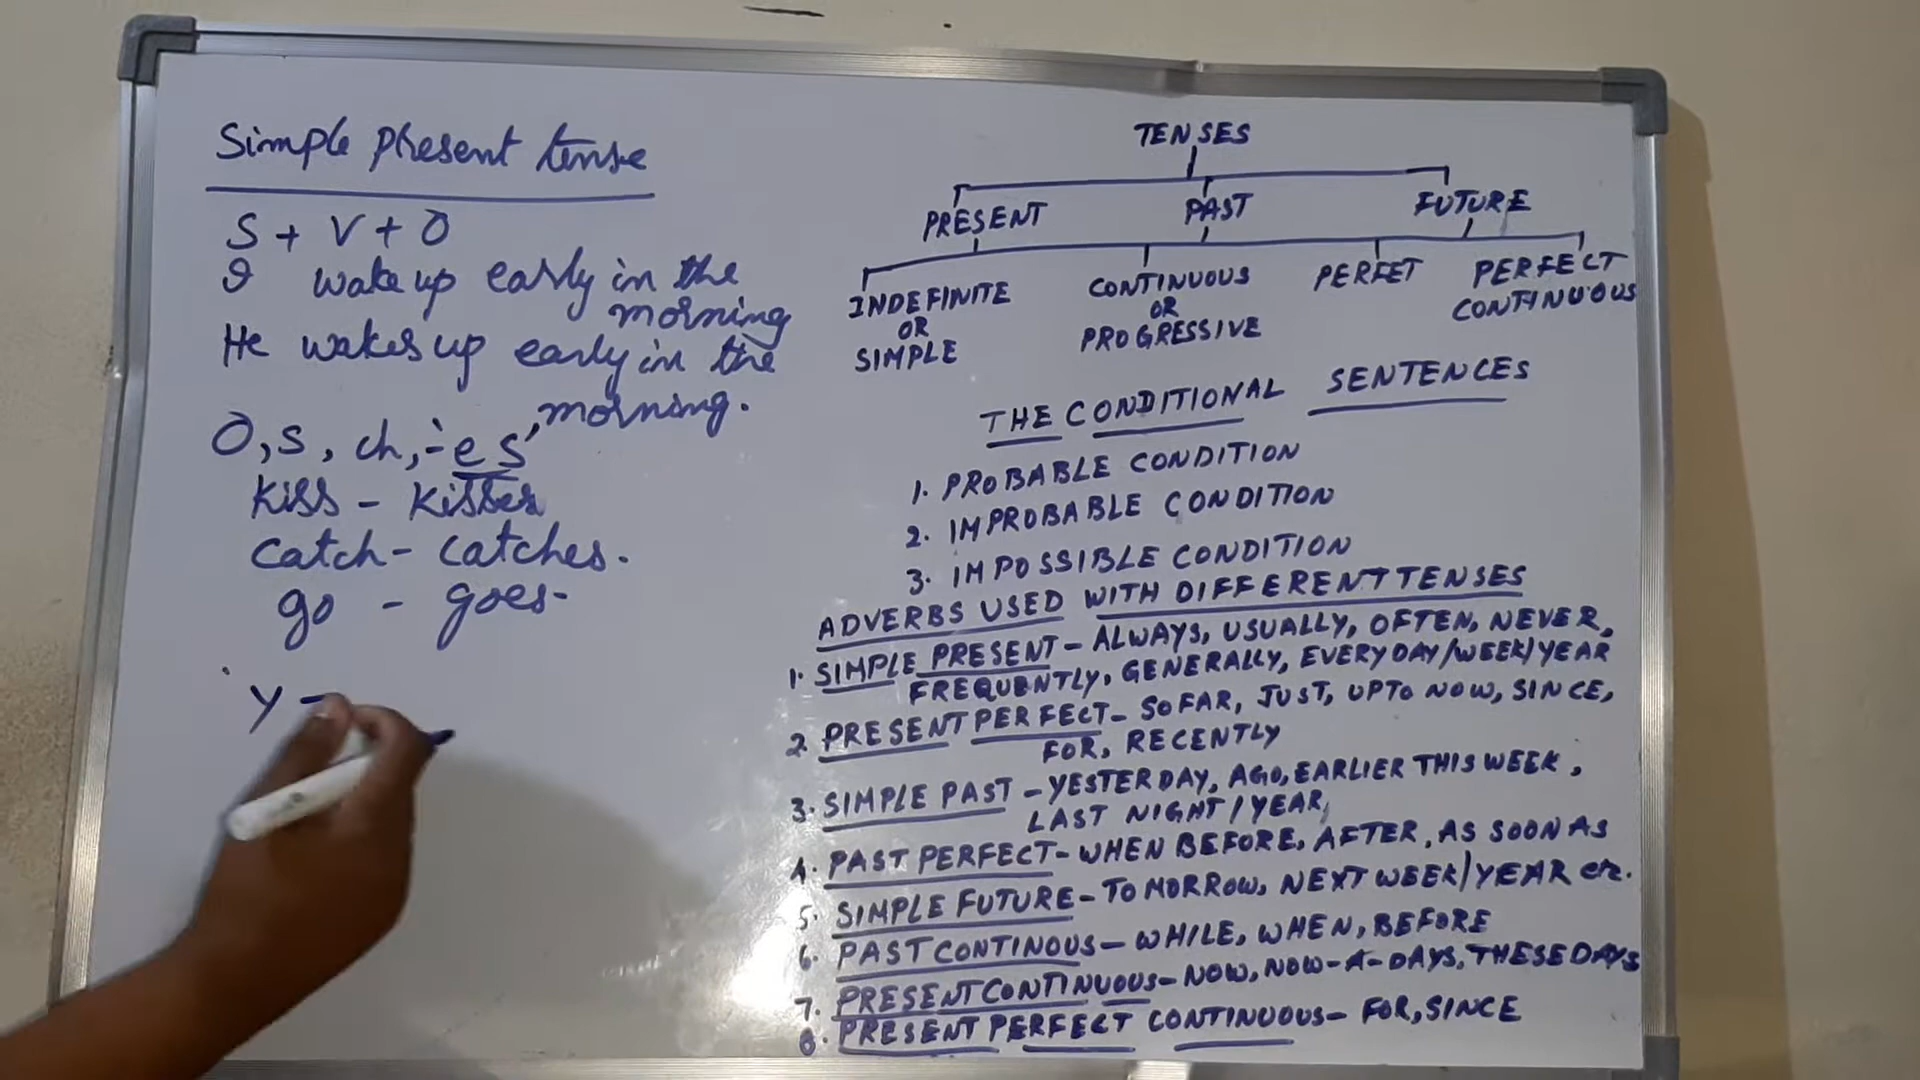 Simple Present tense
S + V + O
I wake up early in the
morning
He wakes up early in the
morning.
O, s, ch, - 'es'
Kiss - Kisses
Catch - Catches.
go - goes-
y -
TENSES
PRESENT PAST FUTURE
INDEFINITE OR SIMPLE
CONTINUOUS OR PROGRESSIVE
PERFET
PERFECT CONTINUOUS
THE CONDITIONAL SENTENCES
1. PROBABLE CONDITION
2. IMPROBABLE CONDITION
3. IMPOSSIBLE CONDITION
ADVERBS USED WITH DIFFERENT TENSES
1. SIMPLE PRESENT - ALWAYS, USUALLY, OFTEN, NEVER,
FREQUENTLY, GENERALLY, EVERYDAY/WEEK/YEAR
2. PRESENT PERFECT - SO FAR, JUST, UPTO NOW, SINCE,
FOR, RECENTLY
3. SIMPLE PAST - YESTERDAY, AGO, EARLIER THIS WEEK,
LAST NIGHT/YEAR,
4. PAST PERFECT - WHEN BEFORE, AFTER, AS SOON AS
5. SIMPLE FUTURE - TOMORROW, NEXT WEEK/YEAR etc.
6. PAST CONTINOUS - WHILE, WHEN, BEFORE
7. PRESENT CONTINUOUS - NOW, NOW-A-DAYS, THESE DAYS
8. PRESENT PERFECT CONTINUOUS - FOR, SINCE